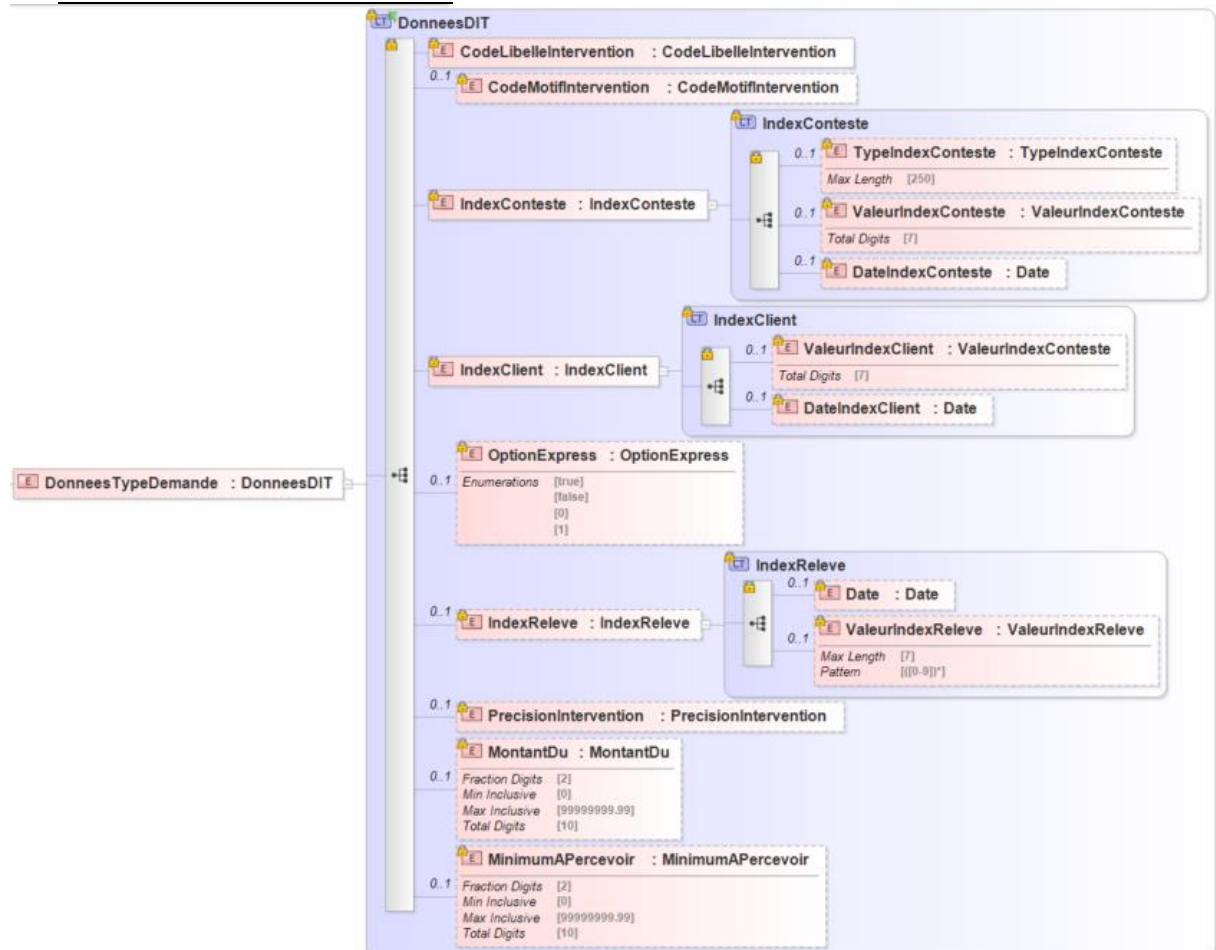 DonneesDIT
CodeLibelleIntervention : CodeLibelleIntervention
0..1 CodeMotifIntervention : CodeMotifIntervention
IndexConteste
0..1 TypeIndexConteste : TypeIndexConteste
Max Length [250]
IndexConteste : IndexConteste
0..1 ValeurIndexConteste : ValeurIndexConteste
Total Digits [7]
0..1 DateIndexConteste : Date
IndexClient
0..1 ValeurIndexClient : ValeurIndexConteste
Total Digits [7]
IndexClient : IndexClient
0..1 DateIndexClient : Date
DonneesTypeDemande : DonneesDIT
OptionExpress : OptionExpress
0..1 Enumerations [true]
[false]
[0]
[1]
IndexReleve
0..1 Date : Date
0..1 IndexReleve : IndexReleve
0..1 ValeurIndexReleve : ValeurIndexReleve
Max Length [7]
Pattern [([0-9])*]
0..1 PrecisionIntervention : PrecisionIntervention
MontantDu : MontantDu
0..1 Fraction Digits [2]
Min Inclusive [0]
Max Inclusive [99999999.99]
Total Digits [10]
MinimumAPercevoir : MinimumAPercevoir
0..1 Fraction Digits [2]
Min Inclusive [0]
Max Inclusive [99999999.99]
Total Digits [10]